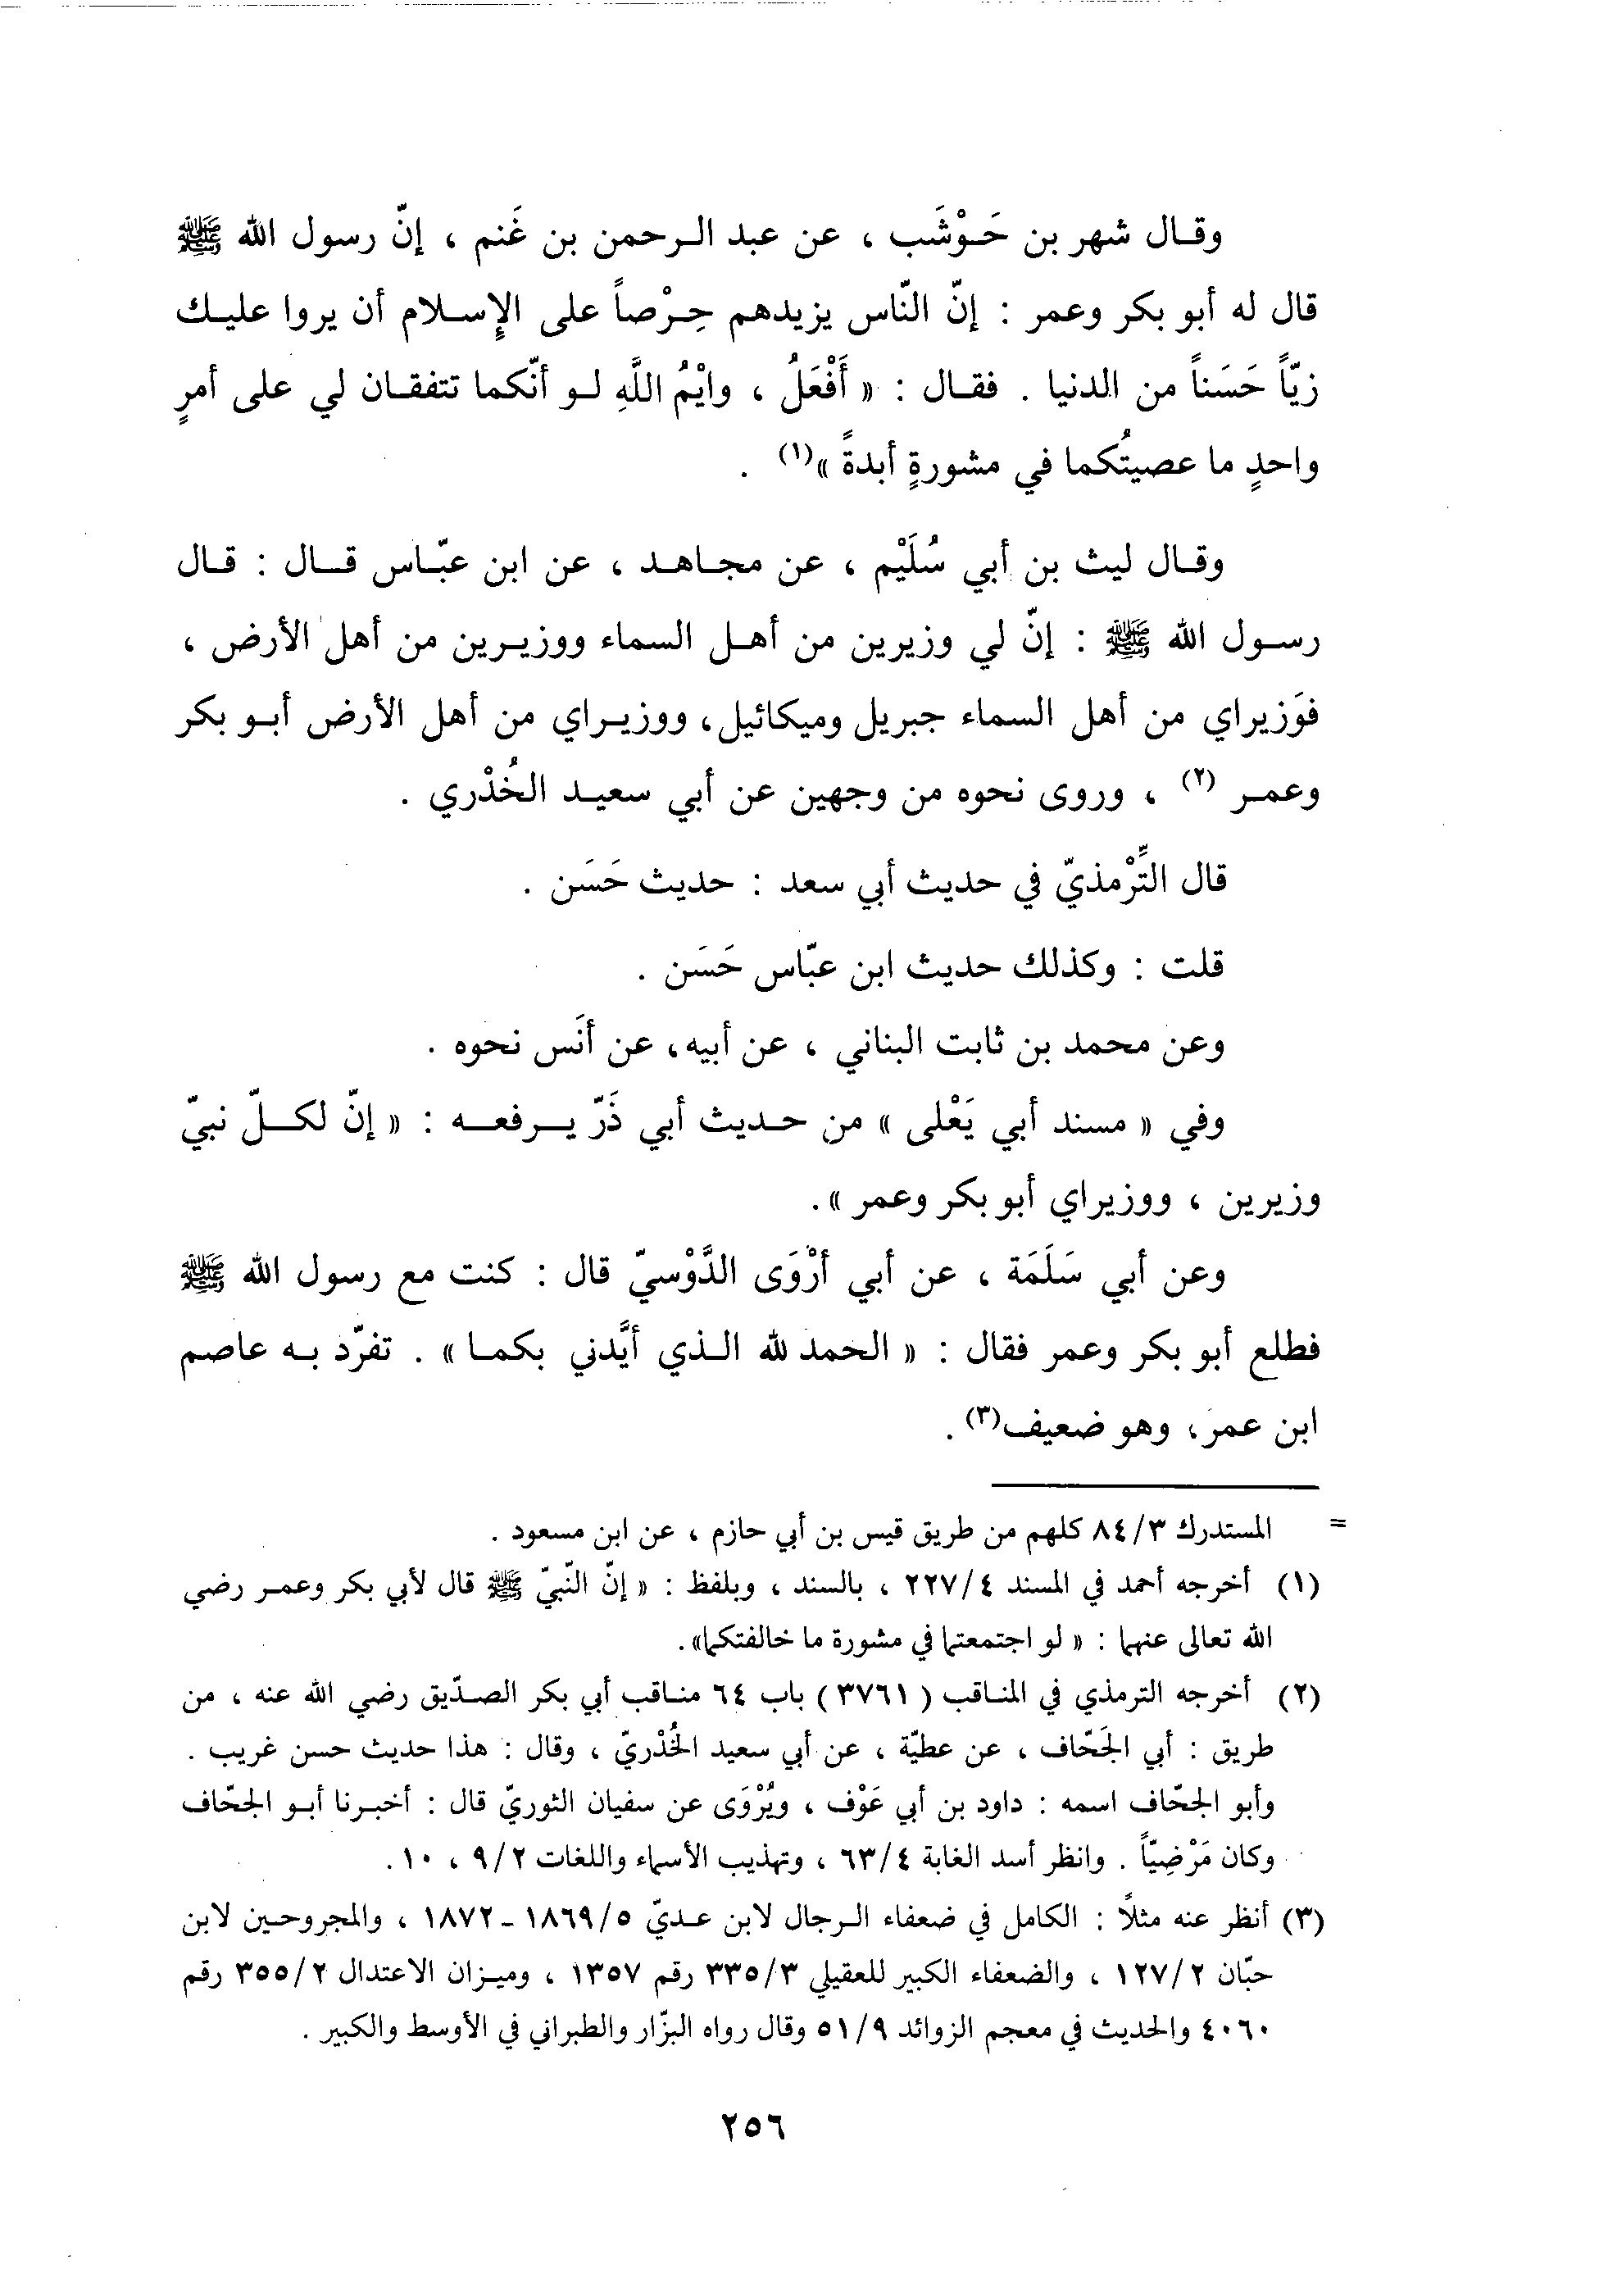 وقال شهر بن حَوْشَب ، عن عبد الرحمن بن غَنم ، إنّ رسول الله ﷺ
قال له أبو بكر وعمر : إنّ النّاس يزيدهم حِرْصاً على الإِسلام أن يروا عليك
زيّاً حَسَناً من الدنيا . فقال : « أَفْعَلُ ، وايْمُ اللَّهِ لو أنّكما تتفقان لي على أمرٍ
واحدٍ ما عصيتُكما في مشورةٍ أبدةً »(١) .
وقال ليث بن أبي سُلَيْم ، عن مجاهد ، عن ابن عبّاس قال : قال
رسول الله ﷺ : إنّ لي وزيرين من أهل السماء ووزيرين من أهل الأرض ،
فوَزيراي من أهل السماء جبريل وميكائيل، ووزيراي من أهل الأرض أبو بكر
وعمر (٢) ، وروى نحوه من وجهين عن أبي سعيد الخُذْري .
قال التِّرْمذيّ في حديث أبي سعد : حديث حَسَن .
قلت : وكذلك حديث ابن عبّاس حَسَن .
وعن محمد بن ثابت البناني ، عن أبيه، عن أنَس نحوه .
وفي « مسند أبي يَعْلى » من حديث أبي ذَرّ يرفعه : « إنّ لكلّ نبيّ
وزيرين ، ووزيراي أبو بكر وعمر ».
وعن أبي سَلَمَة ، عن أبي أرْوَى الدَّوْسيّ قال : كنت مع رسول الله ﷺ
فطلع أبو بكر وعمر فقال : « الحمد لله الذي أيَّدني بكما » . تفرّد به عاصم
ابن عمر، وهو ضعيف(٣) .
= المستدرك ٨٤/٣ كلهم من طريق قيس بن أبي حازم ، عن ابن مسعود .
(١) أخرجه أحمد في المسند ٢٢٧/٤ ، بالسند ، وبلفظ : « إنّ النّبيّ ﷺ قال لأبي بكر وعمر رضي
الله تعالى عنهما : « لو اجتمعتما في مشورة ما خالفتكما».
(٢) أخرجه الترمذي في المناقب ( ٣٧٦١ ) باب ٦٤ مناقب أبي بكر الصدّيق رضي الله عنه ، من
طريق : أبي الجَحّاف ، عن عطيّة ، عن أبي سعيد الخُذْريّ ، وقال : هذا حديث حسن غريب .
وأبو الجحّاف اسمه : داود بن أبي عَوْف ، ويُرْوَى عن سفيان الثوريّ قال : أخبرنا أبو الجحّاف
وكان مَرْضِيّاً . وانظر أسد الغابة ٦٣/٤ ، وتهذيب الأسماء واللغات ٩/٢ ، ١٠.
(٣) أنظر عنه مثلاً : الكامل في ضعفاء الرجال لابن عديّ ١٨٦٩/٥ ـ ١٨٧٢ ، والمجروحين لابن
حبّان ١٢٧/٢ ، والضعفاء الكبير للعقيلي ٣٣٥/٣ رقم ١٣٥٧ ، وميزان الاعتدال ٣٥٥/٢ رقم
٤٠٦٠ والحديث في معجم الزوائد ٥١/٩ وقال رواه البزّار والطبراني في الأوسط والكبير .
٢٥٦